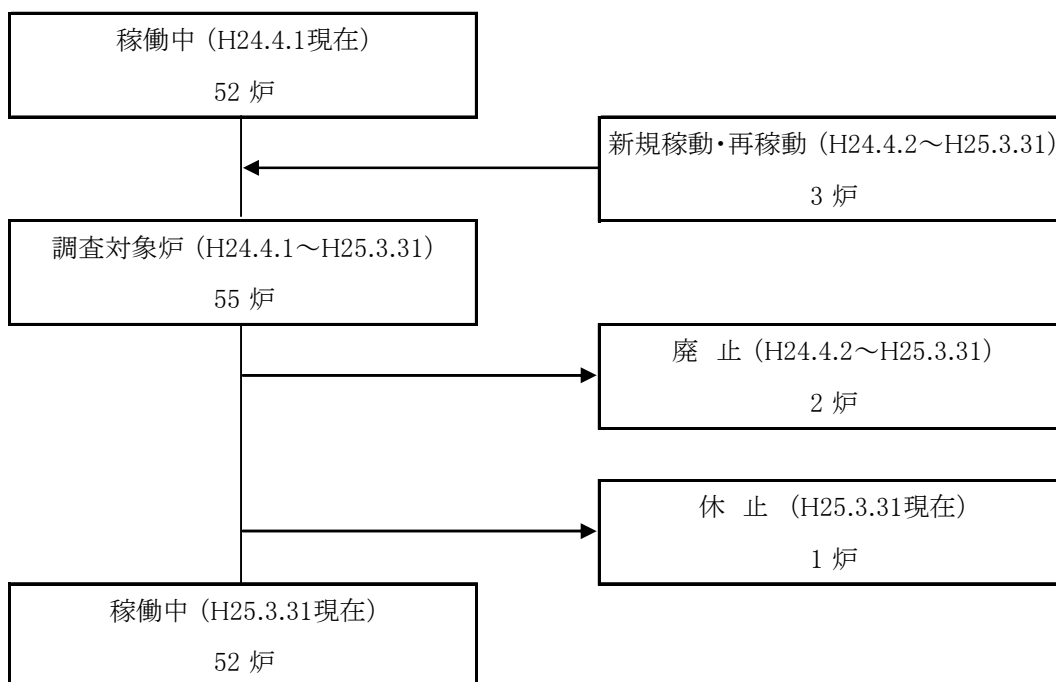 稼働中（H24.4.1現在）
52 炉
新規稼動・再稼動（H24.4.2～H25.3.31）
3 炉
調査対象炉（H24.4.1～H25.3.31）
55 炉
廃　止（H24.4.2～H25.3.31）
2 炉
休　止　（H25.3.31現在）
1 炉
稼働中（H25.3.31現在）
52 炉